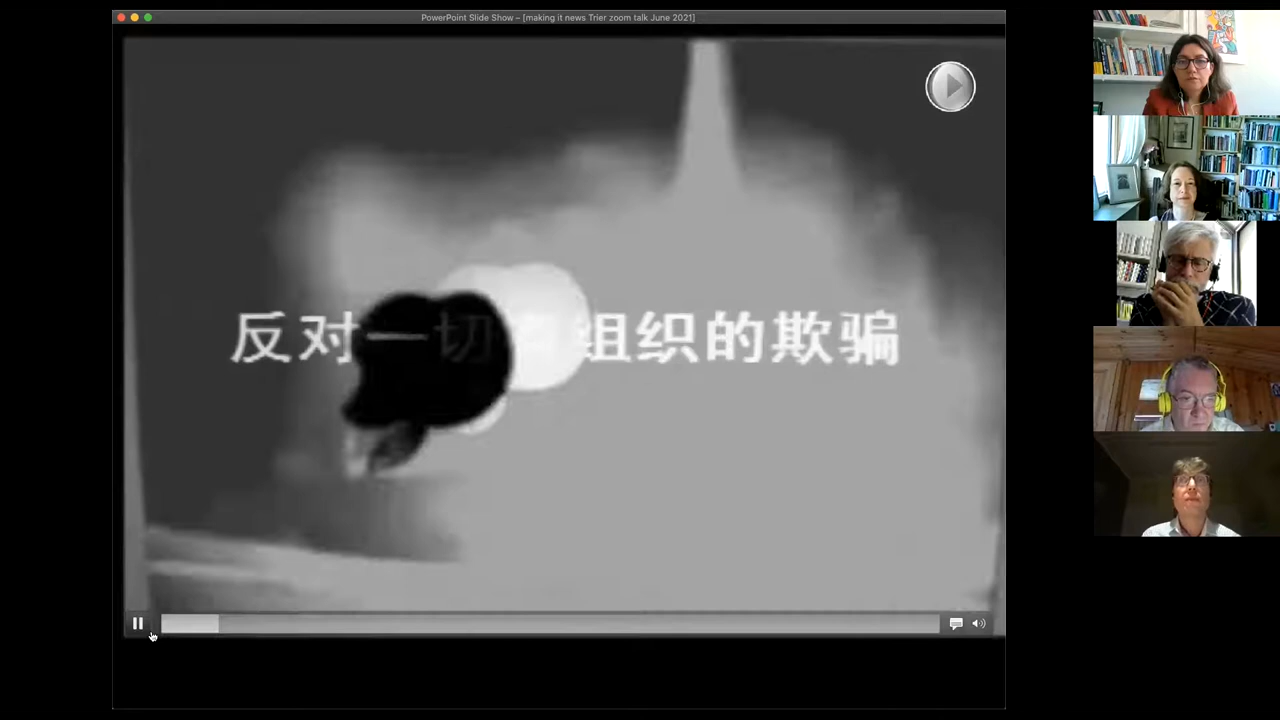 PowerPoint Slide Show – [making it news Trier zoom talk June 2021]
反对一切组织的欺骗